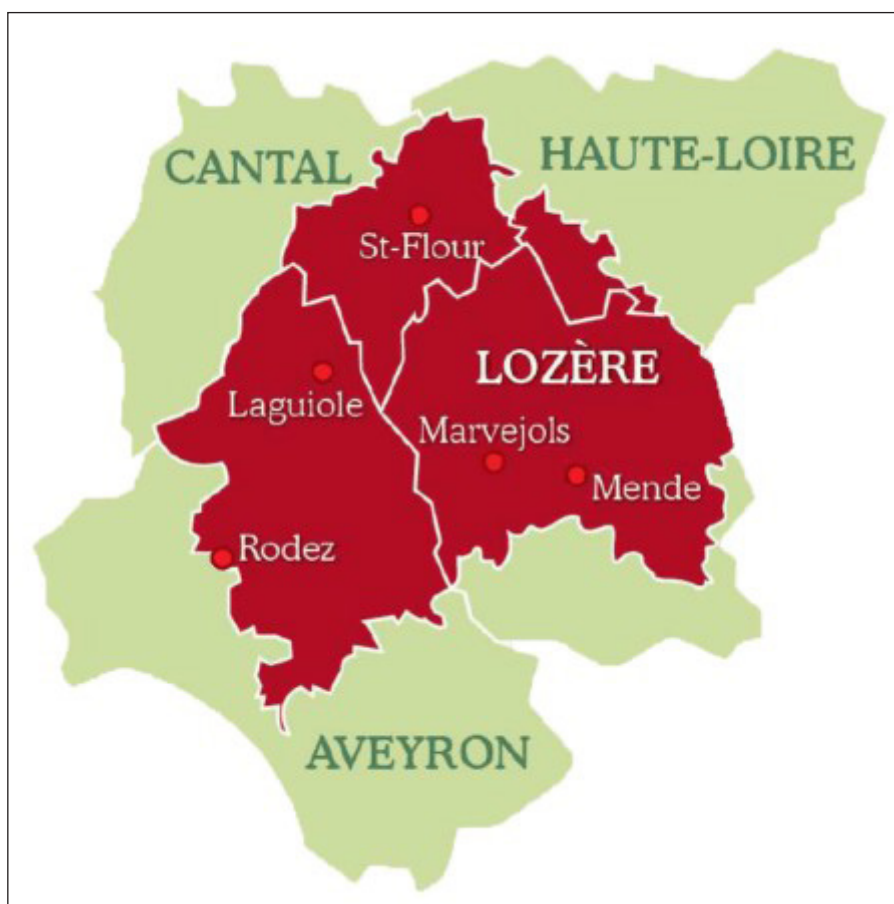 CANTAL
HAUTE-LOIRE
St-Flour
LOZÈRE
Laguiole
Marvejols
Mende
Rodez
AVEYRON